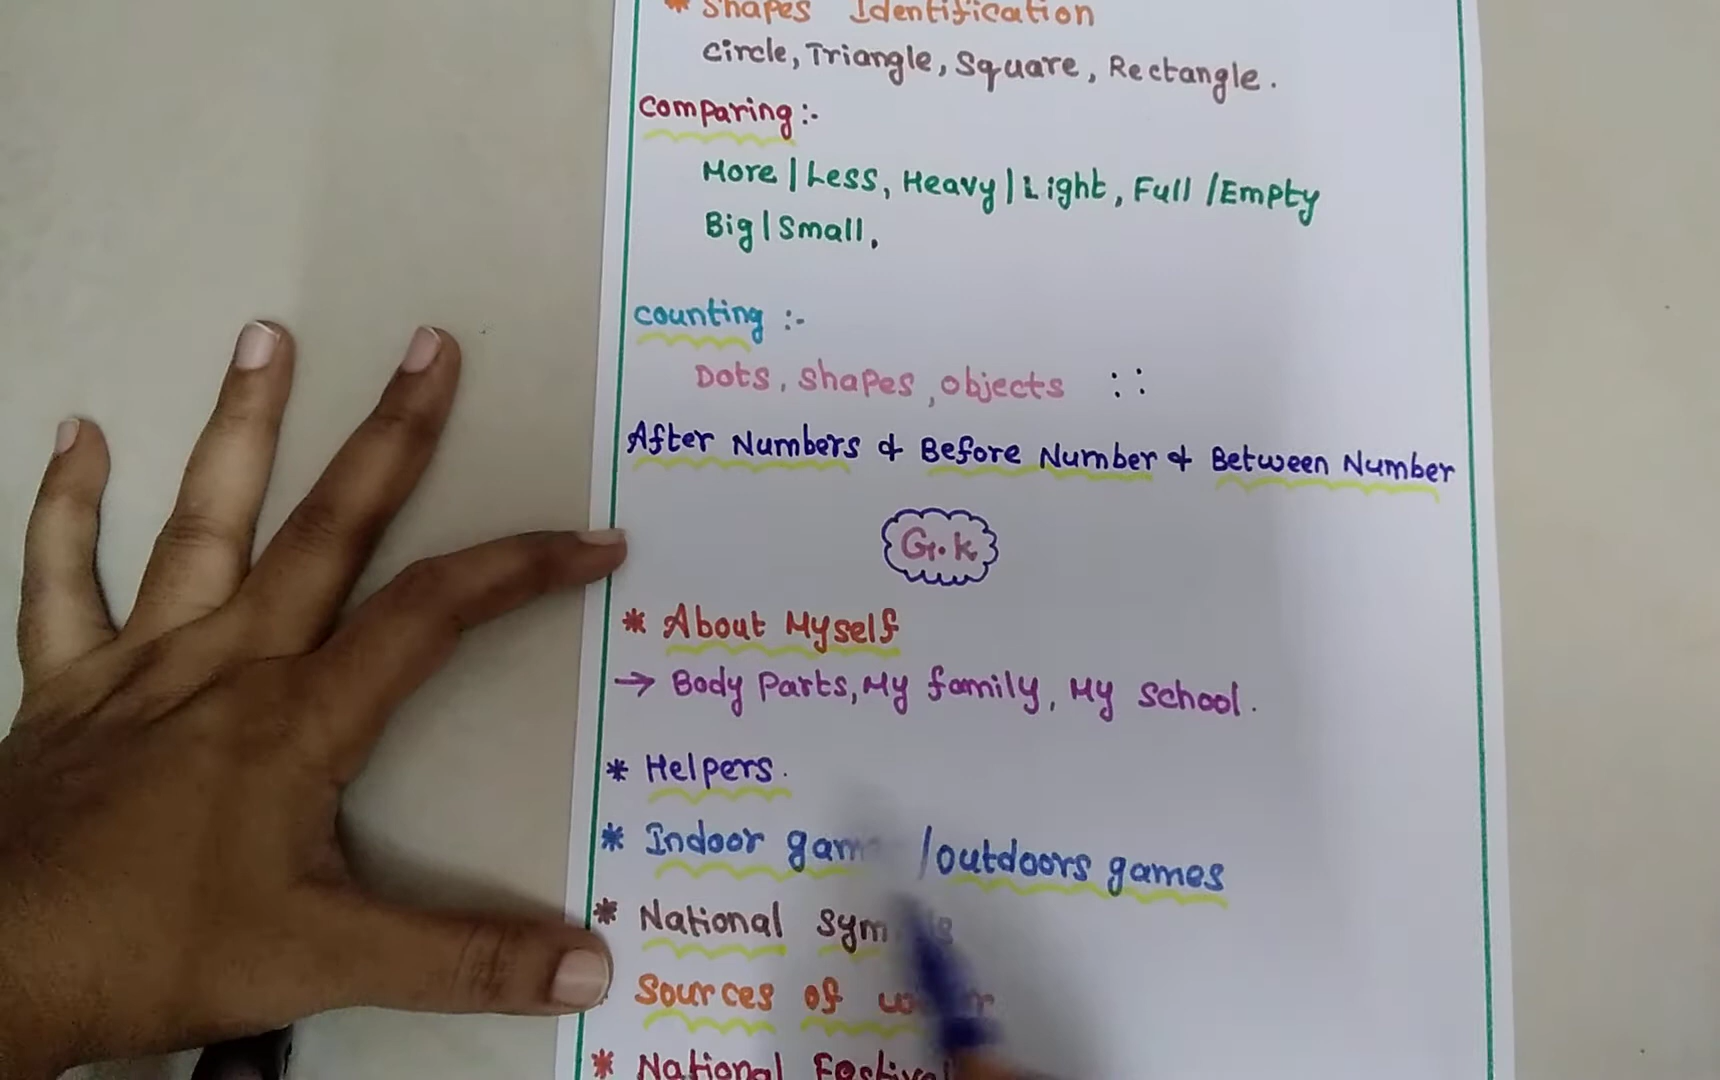 * Shapes Identification
Circle, Triangle, Square, Rectangle.
Comparing :-
More | Less, Heavy | Light, Full / Empty
Big | Small.
Counting :-
Dots, shapes, objects : :
After Numbers & Before Number & Between Number
G.K
* About Myself
→ Body Parts, My family, My school.
* Helpers.
* Indoor /outdoors games
* National
Sources of
* National